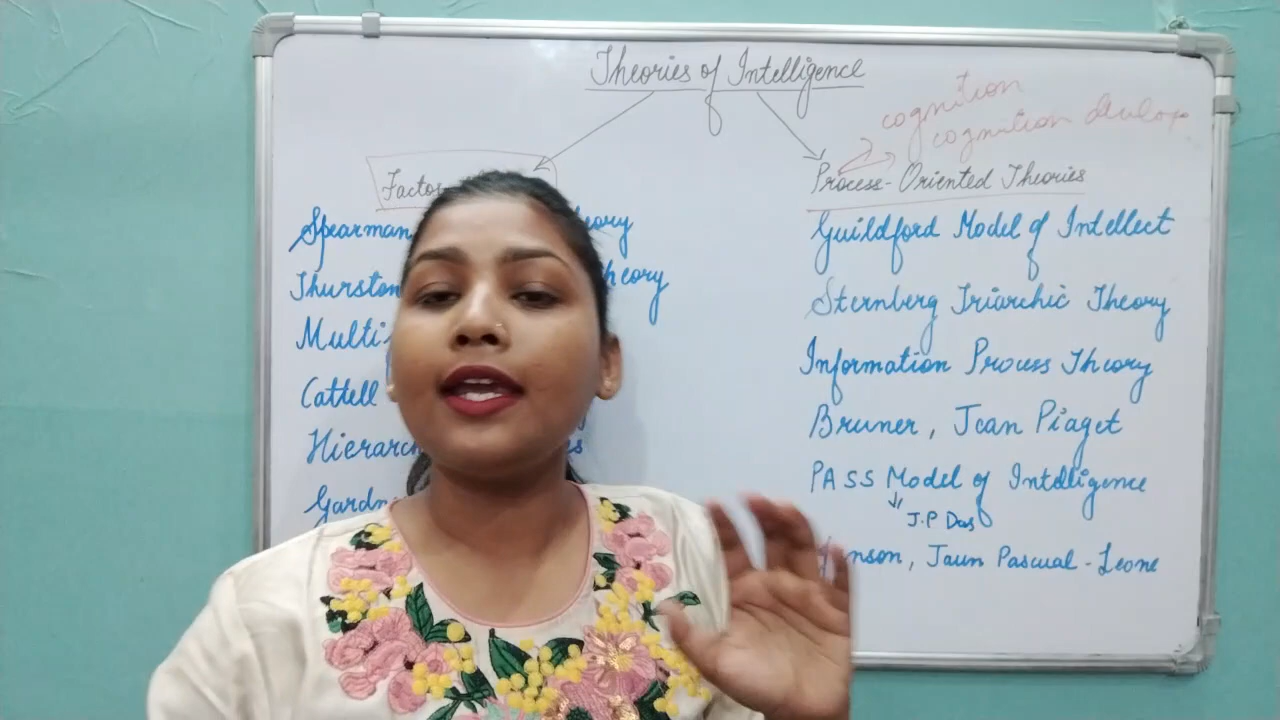 Theories of Intelligence
cognition
cognition develop
Process-Oriented Theories
Spearman
Thurston
Multi
Cattell
Hierarch
Gardn
Guildford Model of Intellect
Sternberg Triarchic Theory
Information Process Theory
Bruner, Jean Piaget
PASS Model of Intelligence
J.P Das
Jaun Pascual-Leone